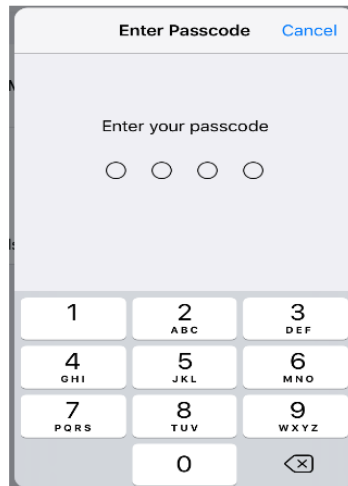 Enter Passcode Cancel
Enter your passcode
1 2 3
ABC DEF
4 5 6
GHI JKL MNO
7 8 9
PQRS TUV WXYZ
0